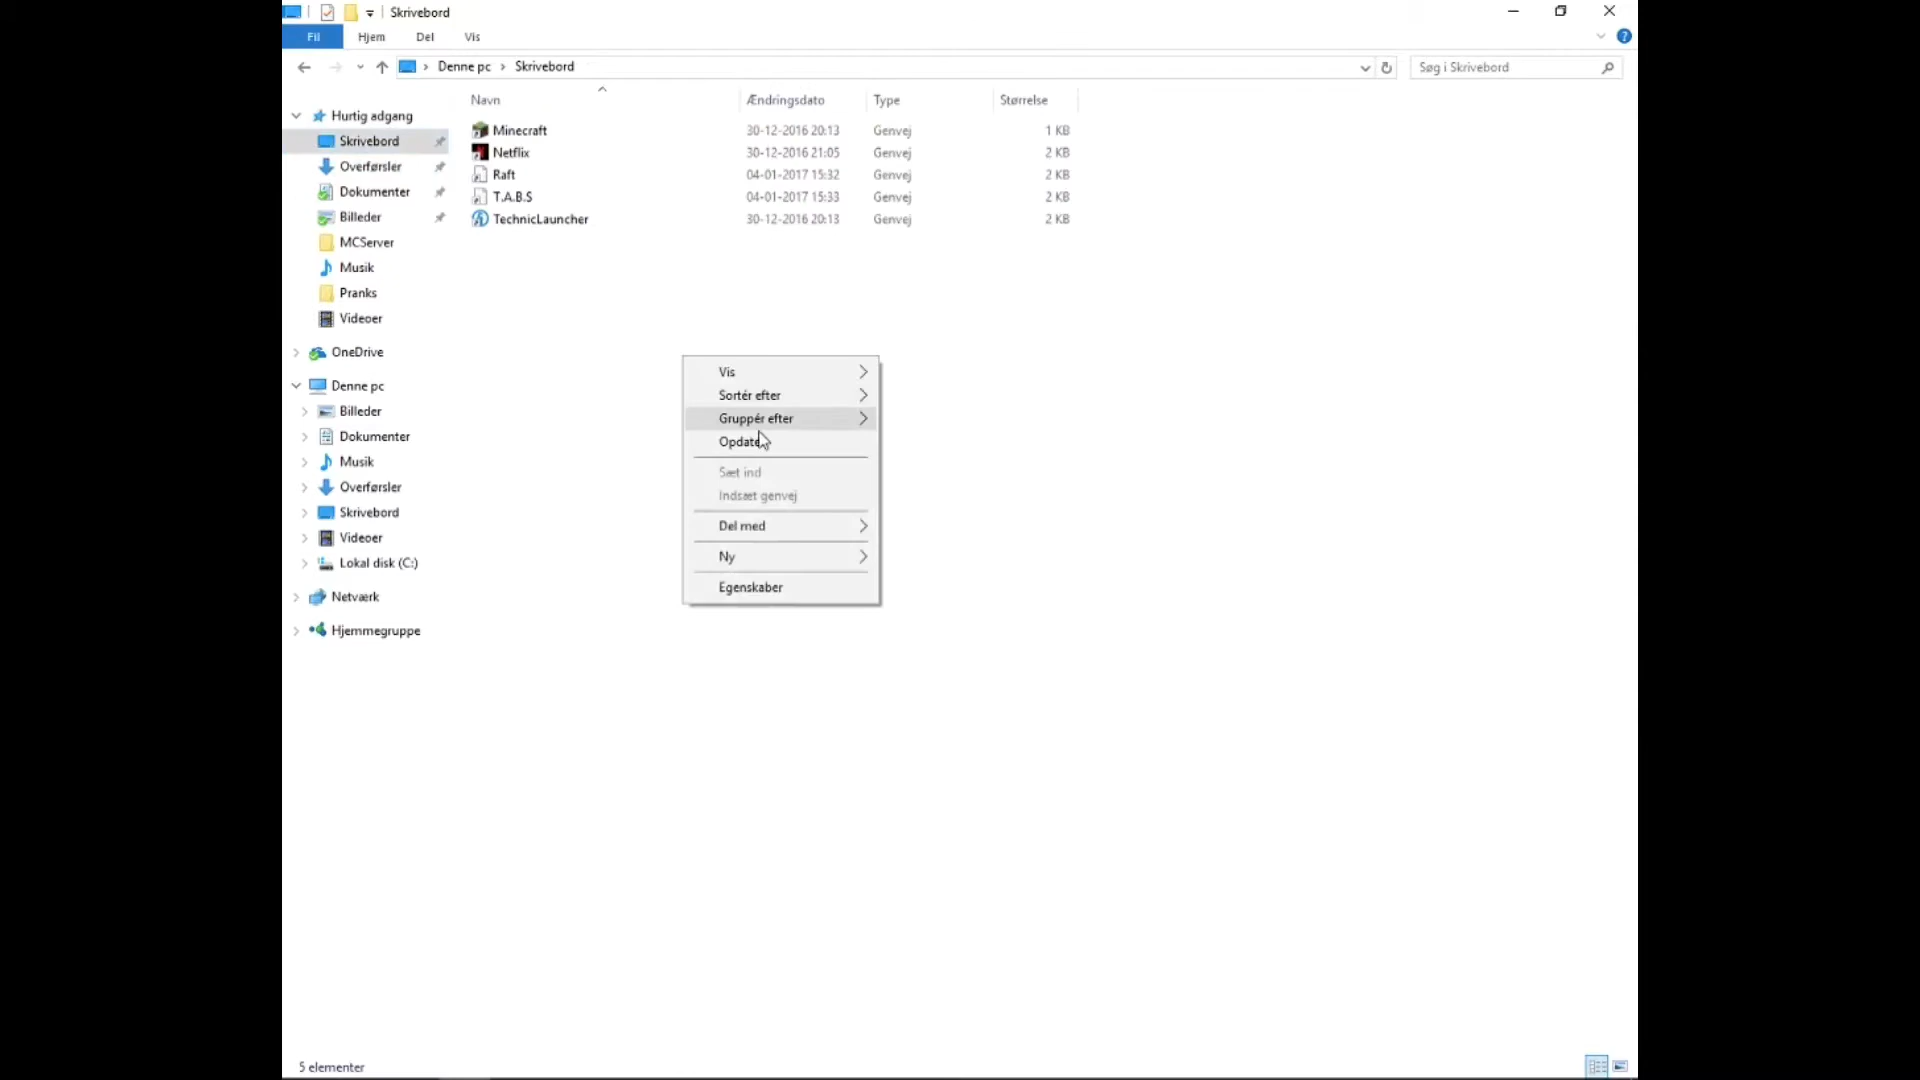 Skrivebord
Fil Hjem Del Vis
Denne pc Skrivebord
Søg i Skrivebord
Navn Ændringsdato Type Størrelse
Minecraft 30-12-2016 20:13 Genvej 1 KB
Netflix 30-12-2016 21:05 Genvej 2 KB
Raft 04-01-2017 15:32 Genvej 2 KB
T.A.B.S 04-01-2017 15:33 Genvej 2 KB
TechnicLauncher 30-12-2016 20:13 Genvej 2 KB
Hurtig adgang
Skrivebord
Overførsler
Dokumenter
Billeder
MCServer
Musik
Pranks
Videoer
OneDrive
Denne pc
Billeder
Dokumenter
Musik
Overførsler
Skrivebord
Videoer
Lokal disk (C:)
Netværk
Hjemmegruppe
Vis
Sortér efter
Gruppér efter
Sæt ind
Indsæt genvej
Del med
Ny
Egenskaber
5 elementer